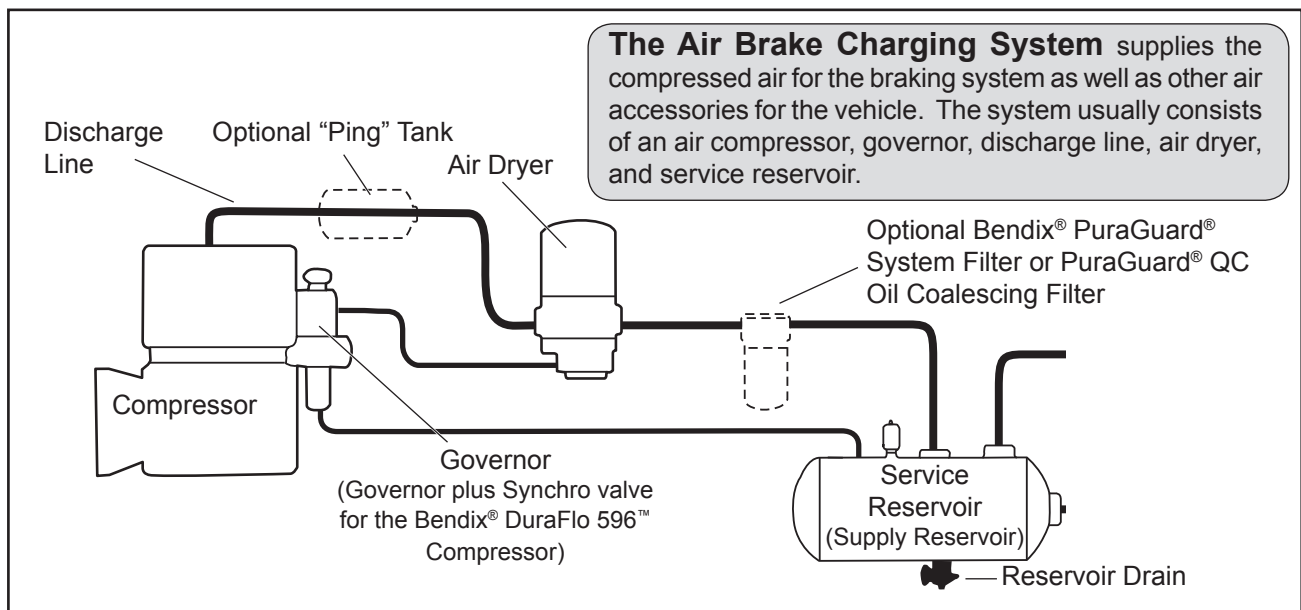 The Air Brake Charging System supplies the
compressed air for the braking system as well as other air
accessories for the vehicle. The system usually consists
of an air compressor, governor, discharge line, air dryer,
and service reservoir.
Discharge
Line
Optional “Ping” Tank
Air Dryer
Optional Bendix® PuraGuard®
System Filter or PuraGuard® QC
Oil Coalescing Filter
Compressor
Governor
(Governor plus Synchro valve
for the Bendix® DuraFlo 596™
Compressor)
Service
Reservoir
(Supply Reservoir)
Reservoir Drain